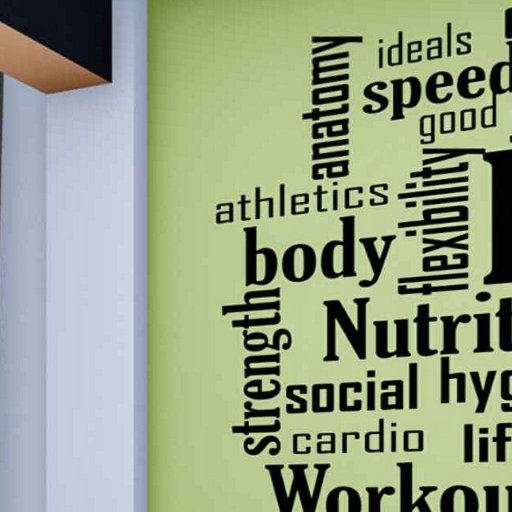 anatomy
ideals
speed
good
athletics
flexibility
body
strength
Nutrit
social
hyg
cardio
lif
Workou